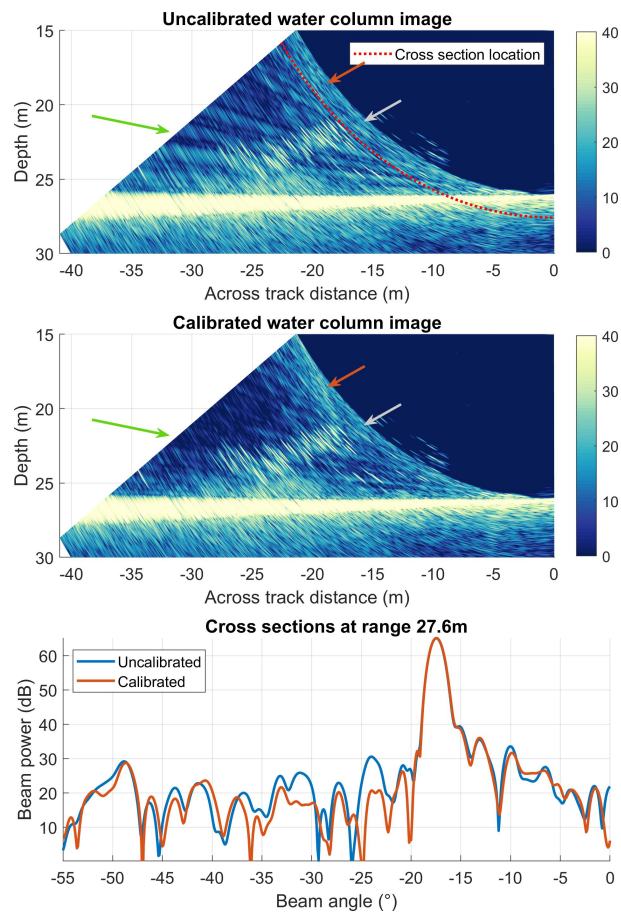 Uncalibrated water column image
15
20
25
30
Depth (m)
Cross section location
-40 -35 -30 -25 -20 -15 -10 -5 0
Across track distance (m)
40
30
20
10
0
Calibrated water column image
15
20
25
30
Depth (m)
-40 -35 -30 -25 -20 -15 -10 -5 0
Across track distance (m)
40
30
20
10
0
Cross sections at range 27.6m
60
50
40
30
20
10
Beam power (dB)
Uncalibrated
Calibrated
-55 -50 -45 -40 -35 -30 -25 -20 -15 -10 -5 0
Beam angle (°)